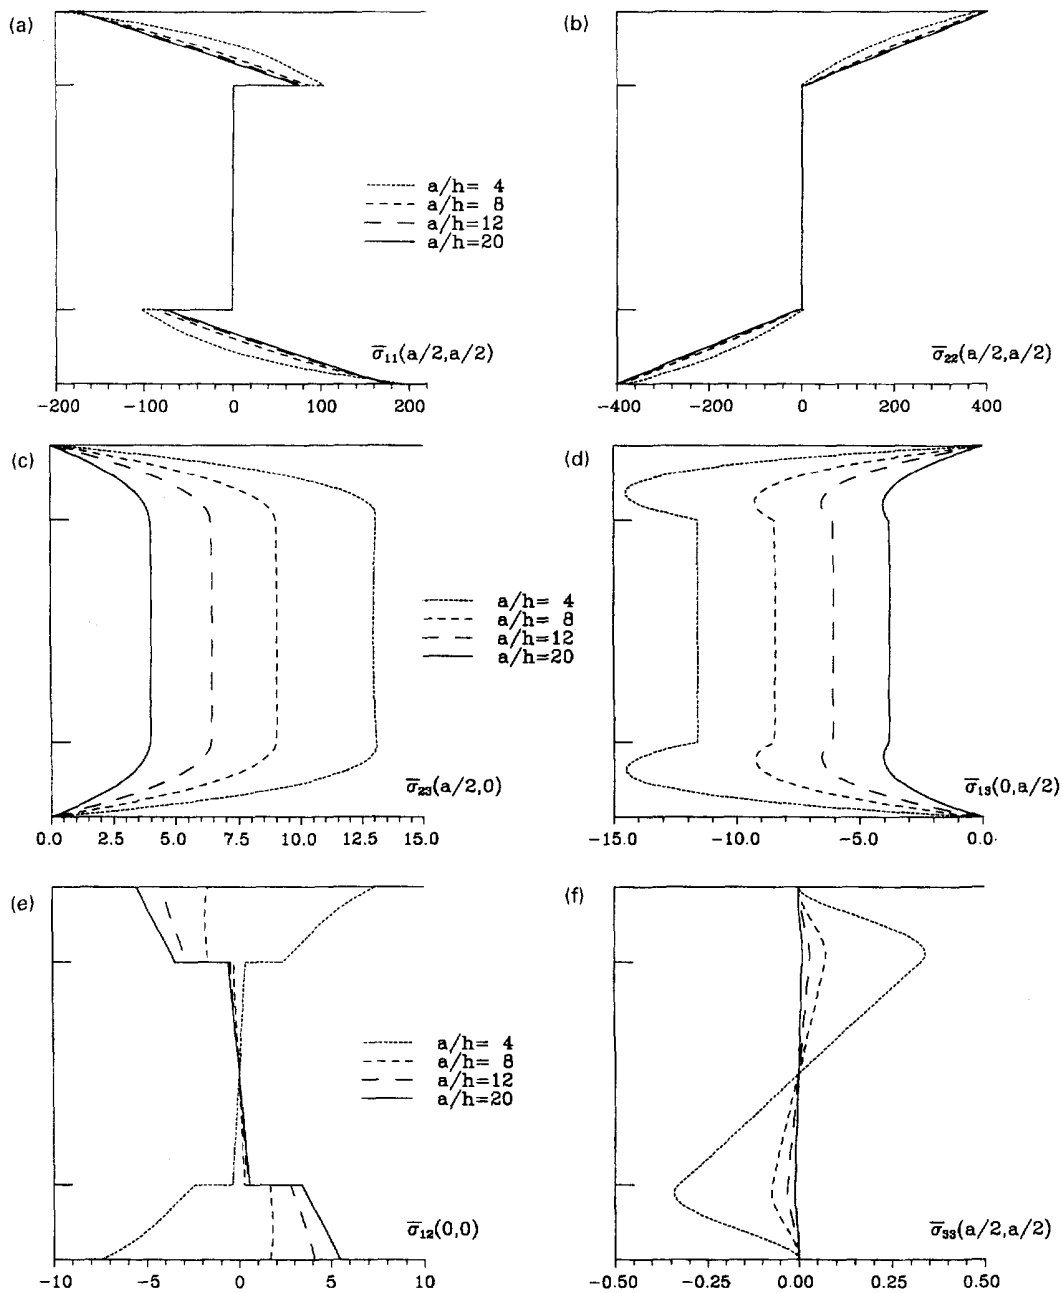 (a)
a/h= 4
a/h= 8
a/h=12
a/h=20
σ̅₁₁(a/2,a/2)
-200 -100 0 100 200
(b)
σ̅₂₂(a/2,a/2)
-400 -200 0 200 400
(c)
a/h= 4
a/h= 8
a/h=12
a/h=20
σ̅₂₃(a/2,0)
0.0 2.5 5.0 7.5 10.0 12.5 15.0
(d)
σ̅₁₃(0,a/2)
-15.0 -10.0 -5.0 0.0
(e)
a/h= 4
a/h= 8
a/h=12
a/h=20
σ̅₁₂(0,0)
-10 -5 0 5 10
(f)
σ̅₃₃(a/2,a/2)
-0.50 -0.25 0.00 0.25 0.50